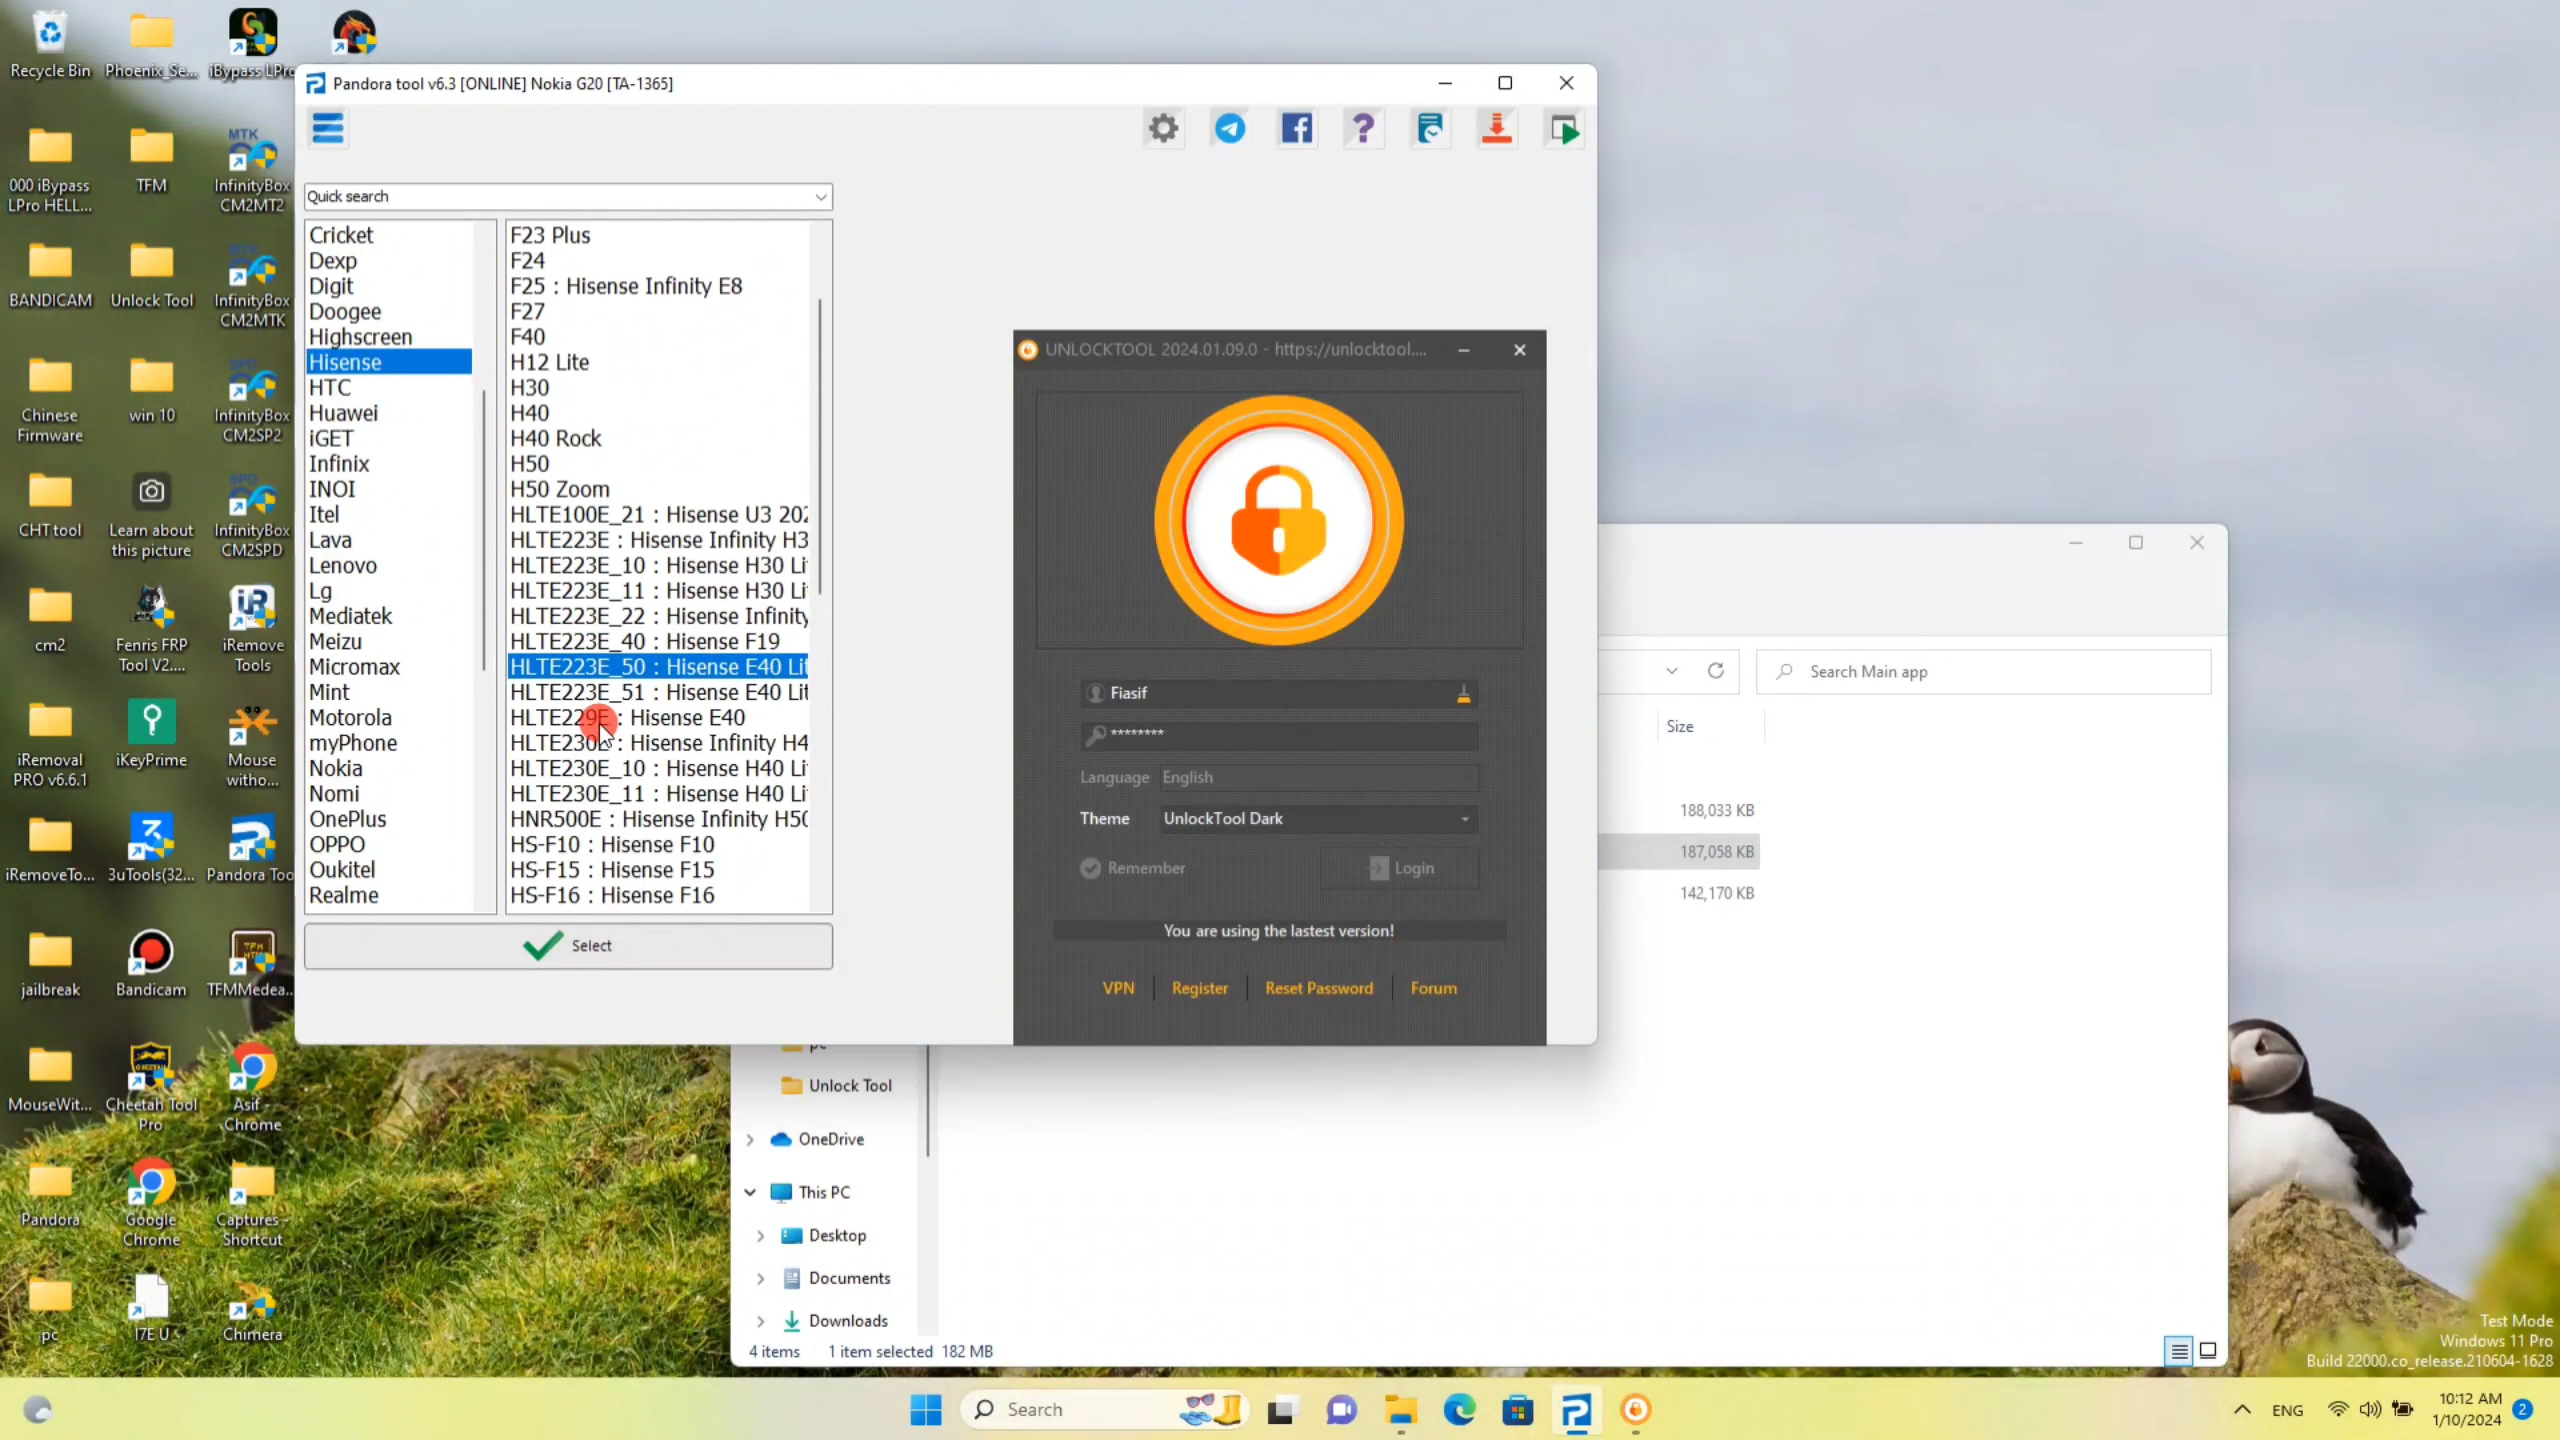 Recycle Bin
Phoenix_Se...
iBypass LPro
000 iBypass
LPro HELL...
TFM
InfinityBox
CM2MT2
BANDICAM
Unlock Tool
InfinityBox
CM2MTK
Chinese
Firmware
win 10
InfinityBox
CM2SP2
CHT tool
Learn about
this picture
InfinityBox
CM2SPD
cm2
Fenris FRP
Tool V2....
iRemove
Tools
iRemoval
PRO v6.6.1
iKeyPrime
Mouse
witho...
iRemoveTo...
3uTools(32...
Pandora Too
jailbreak
Bandicam
TFMMedea...
MouseWit...
Cheetah Tool
Pro
Asif -
Chrome
Pandora
Google
Chrome
Captures -
Shortcut
pc
I7E U
Chimera
Pandora tool v6.3 [ONLINE] Nokia G20 [TA-1365]
Quick search
Cricket
Dexp
Digit
Doogee
Highscreen
Hisense
HTC
Huawei
iGET
Infinix
INOI
Itel
Lava
Lenovo
Lg
Mediatek
Meizu
Micromax
Mint
Motorola
myPhone
Nokia
Nomi
OnePlus
OPPO
Oukitel
Realme
F23 Plus
F24
F25 : Hisense Infinity E8
F27
F40
H12 Lite
H30
H40
H40 Rock
H50
H50 Zoom
HLTE100E_21 : Hisense U3 202
HLTE223E : Hisense Infinity H3
HLTE223E_10 : Hisense H30 Li
HLTE223E_11 : Hisense H30 Li
HLTE223E_22 : Hisense Infinity
HLTE223E_40 : Hisense F19
HLTE223E_50 : Hisense E40 Lit
HLTE223E_51 : Hisense E40 Lit
HLTE229E : Hisense E40
HLTE230E : Hisense Infinity H4
HLTE230E_10 : Hisense H40 Li
HLTE230E_11 : Hisense H40 Li
HNR500E : Hisense Infinity H50
HS-F10 : Hisense F10
HS-F15 : Hisense F15
HS-F16 : Hisense F16
Select
UNLOCKTOOL 2024.01.09.0 - https://unlocktool....
Fiasif
********
Language English
Theme UnlockTool Dark
Remember
Login
You are using the lastest version!
VPN Register Reset Password Forum
Search Main app
Size
188,033 KB
187,058 KB
142,170 KB
pc
Unlock Tool
OneDrive
This PC
Desktop
Documents
Downloads
4 items 1 item selected 182 MB
Test Mode
Windows 11 Pro
Build 22000.co_release.210604-1628
Search
ENG
10:12 AM
1/10/2024
2